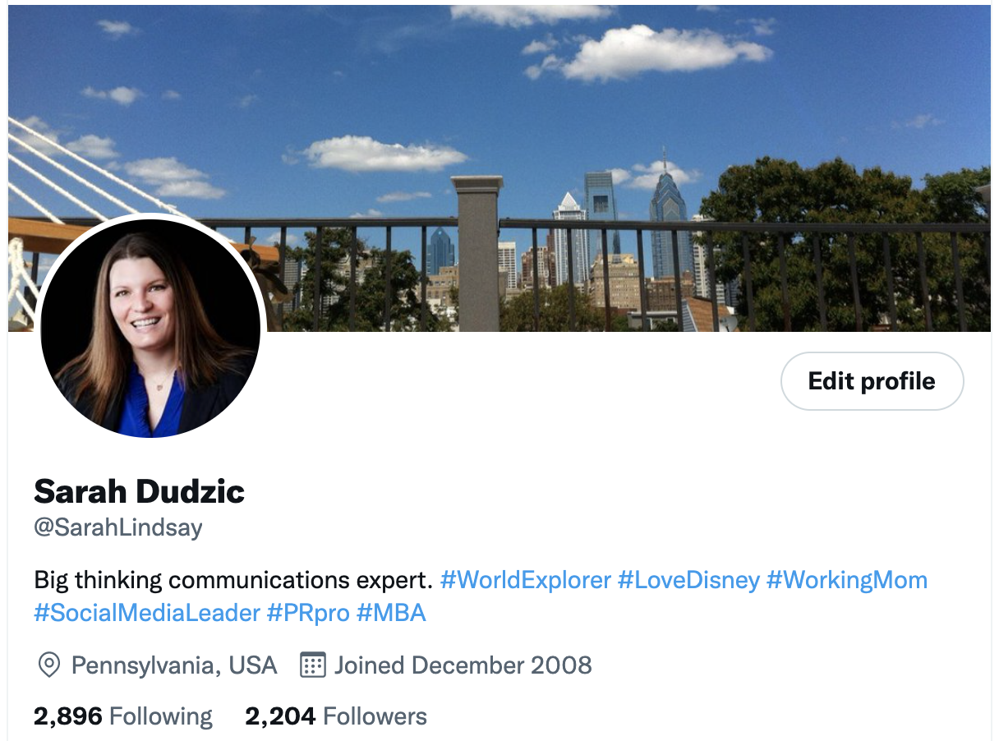 Edit profile
Sarah Dudzic
@SarahLindsay
Big thinking communications expert. #WorldExplorer #LoveDisney #WorkingMom
#SocialMediaLeader #PRpro #MBA
Pennsylvania, USA Joined December 2008
2,896 Following 2,204 Followers